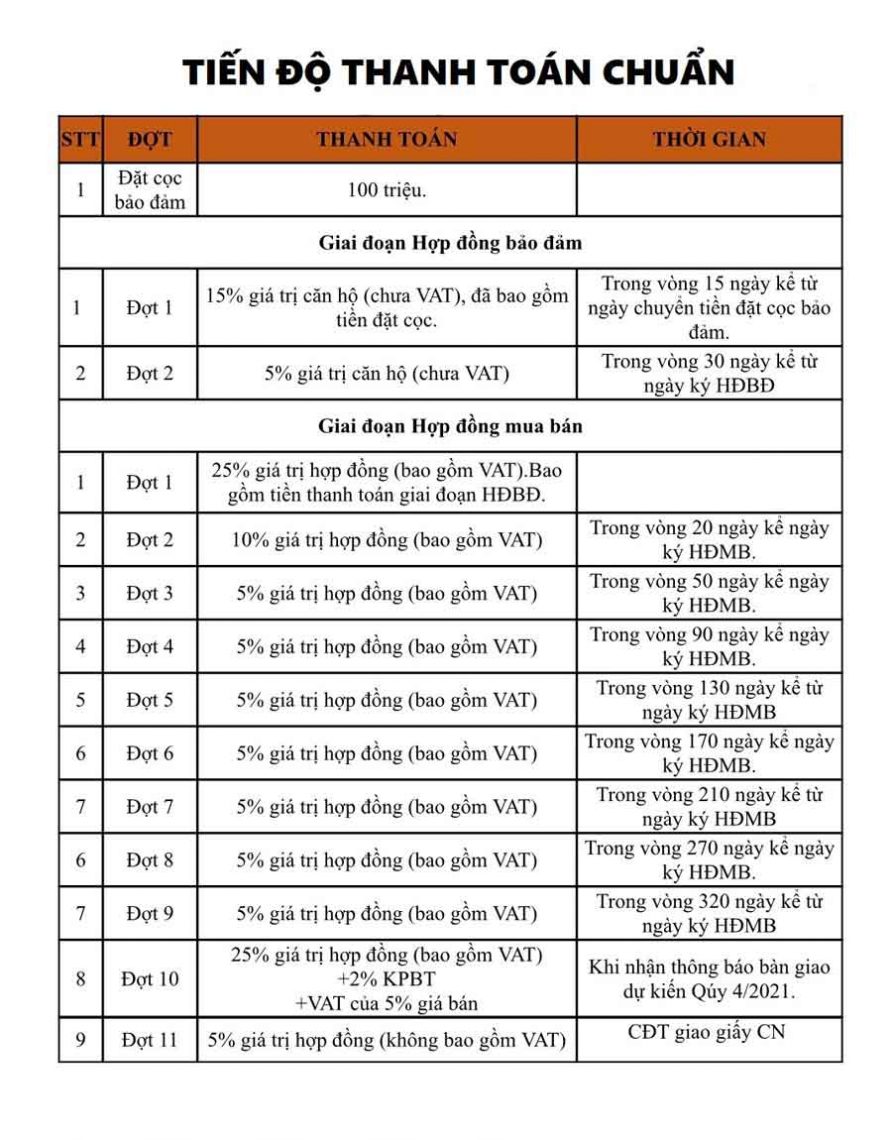 TIẾN ĐỘ THANH TOÁN CHUẨN
STT ĐỢT THANH TOÁN THỜI GIAN
1 Đặt cọc bảo đảm 100 triệu.
Giai đoạn Hợp đồng bảo đảm
1 Đợt 1 15% giá trị căn hộ (chưa VAT), đã bao gồm tiền đặt cọc. Trong vòng 15 ngày kể từ ngày chuyển tiền đặt cọc bảo đảm.
2 Đợt 2 5% giá trị căn hộ (chưa VAT) Trong vòng 30 ngày kể từ ngày ký HĐBĐ
Giai đoạn Hợp đồng mua bán
1 Đợt 1 25% giá trị hợp đồng (bao gồm VAT).Bao gồm tiền thanh toán giai đoạn HĐBĐ.
2 Đợt 2 10% giá trị hợp đồng (bao gồm VAT) Trong vòng 20 ngày kể ngày ký HĐMB.
3 Đợt 3 5% giá trị hợp đồng (bao gồm VAT) Trong vòng 50 ngày kể ngày ký HĐMB.
4 Đợt 4 5% giá trị hợp đồng (bao gồm VAT) Trong vòng 90 ngày kể ngày ký HĐMB.
5 Đợt 5 5% giá trị hợp đồng (bao gồm VAT) Trong vòng 130 ngày kể từ ngày ký HĐMB
6 Đợt 6 5% giá trị hợp đồng (bao gồm VAT) Trong vòng 170 ngày kể ngày ký HĐMB.
7 Đợt 7 5% giá trị hợp đồng (bao gồm VAT) Trong vòng 210 ngày kể từ ngày ký HĐMB
6 Đợt 8 5% giá trị hợp đồng (bao gồm VAT) Trong vòng 270 ngày kể ngày ký HĐMB.
7 Đợt 9 5% giá trị hợp đồng (bao gồm VAT) Trong vòng 320 ngày kể từ ngày ký HĐMB
8 Đợt 10 25% giá trị hợp đồng (bao gồm VAT) +2% KPBT +VAT của 5% giá bán Khi nhận thông báo bàn giao dự kiến Qúy 4/2021.
9 Đợt 11 5% giá trị hợp đồng (không bao gồm VAT) CĐT giao giấy CN